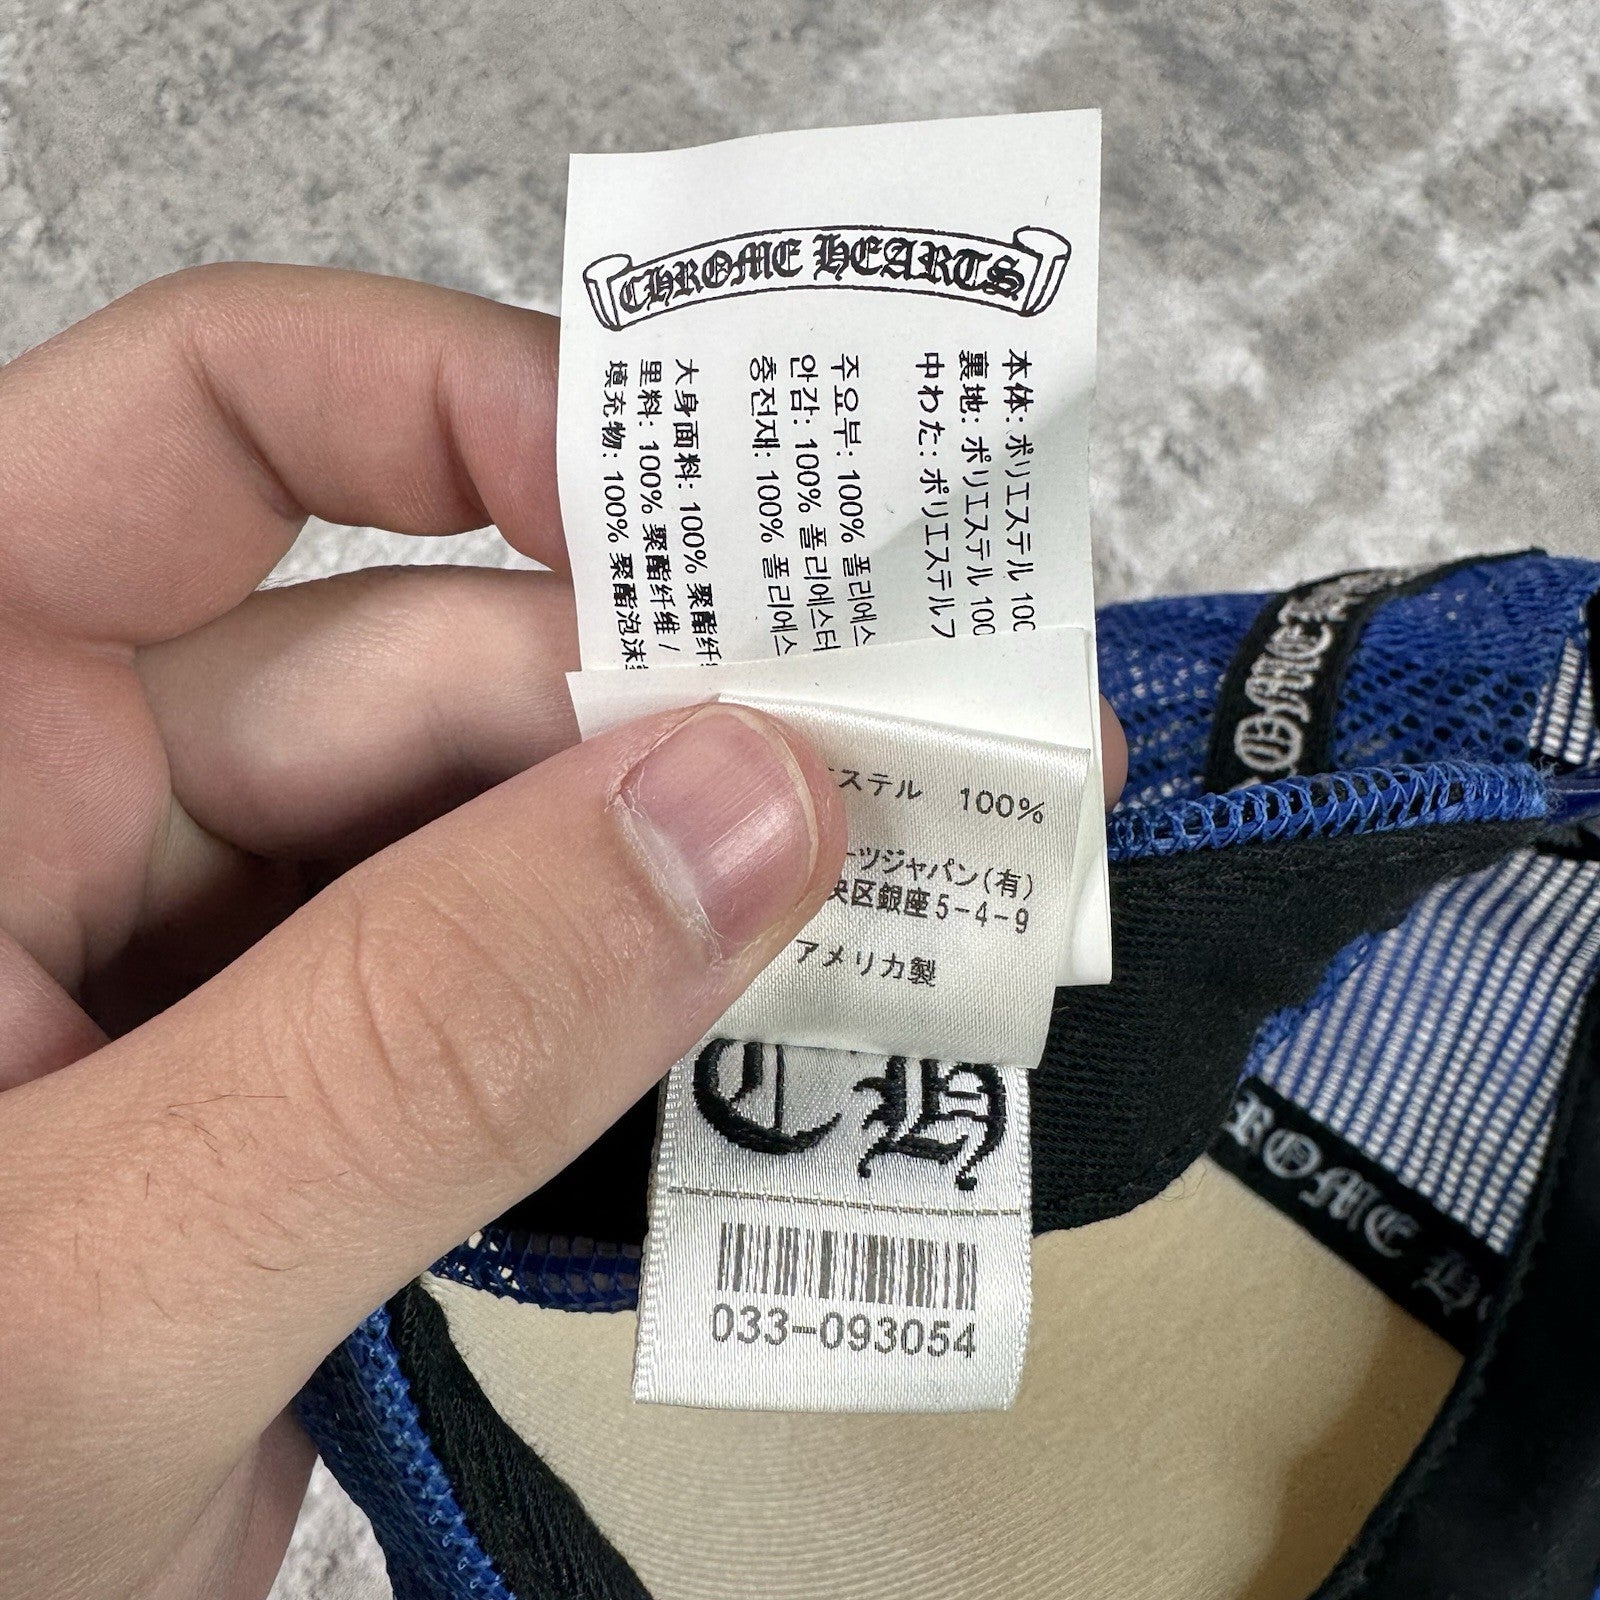 CHROME HEARTS
本体: ポリエステル 100
裏地: ポリエステル 100
中わた: ポリエステルフ
주요부: 100% 폴리에스
안감: 100% 폴리에스터
충전재: 100% 폴리에스
大身面料: 100% 聚酯纤
里料: 100% 聚酯纤维 /
填充物: 100% 聚酯泡沫
エステル 100%
ーツジャパン(有)
央区銀座5-4-9
アメリカ製
CH
033-093054
ROME
ROME H